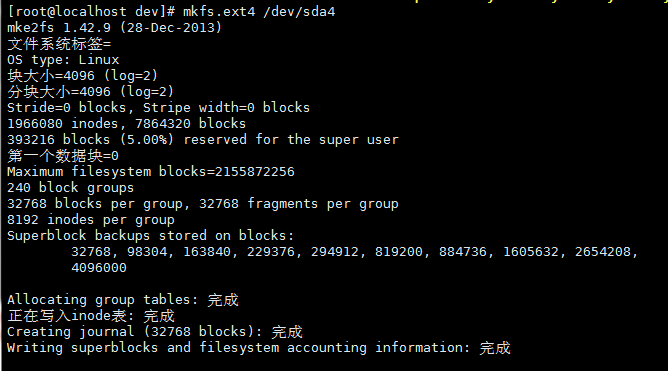 [root@localhost dev]# mkfs.ext4 /dev/sda4
mke2fs 1.42.9 (28-Dec-2013)
文件系统标签=
OS type: Linux
块大小=4096 (log=2)
分块大小=4096 (log=2)
Stride=0 blocks, Stripe width=0 blocks
1966080 inodes, 7864320 blocks
393216 blocks (5.00%) reserved for the super user
第一个数据块=0
Maximum filesystem blocks=2155872256
240 block groups
32768 blocks per group, 32768 fragments per group
8192 inodes per group
Superblock backups stored on blocks:
32768, 98304, 163840, 229376, 294912, 819200, 884736, 1605632, 2654208,
4096000
Allocating group tables: 完成
正在写入inode表: 完成
Creating journal (32768 blocks): 完成
Writing superblocks and filesystem accounting information: 完成